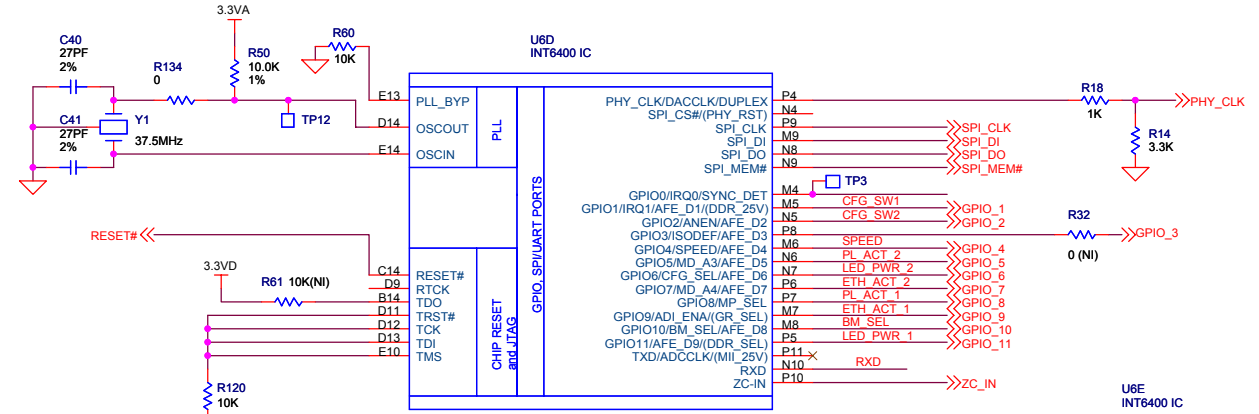 3.3VA
C40
27PF
2%
R134
0
R50
10.0K
1%
R60
10K
U6D
INT6400 IC
TP12
C41
27PF
2%
Y1
37.5MHz
E13
PLL_BYP
D14
OSCOUT
E14
OSCIN
PLL
RESET#
3.3VD
R61 10K(NI)
C14
RESET#
D9
RTCK
B14
TDO
D11
TRST#
D12
TCK
D13
TDI
E10
TMS
R120
10K
CHIP RESET
and JTAG
GPIO, SPI/UART PORTS
PHY_CLK/DACCLK/DUPLEX
P4
SPI_CS#/(PHY_RST)
N4
SPI_CLK
P9
SPI_CLK
SPI_DI
M9
SPI_DI
SPI_DO
N8
SPI_DO
SPI_MEM#
N9
SPI_MEM#
R18
1K
PHY_CLK
R14
3.3K
TP3
GPIO0/IRQ0/SYNC_DET
M4
GPIO1/IRQ1/AFE_D1/(DDR_25V)
M5
CFG_SW1
GPIO_1
GPIO2/ANEN/AFE_D2
N5
CFG_SW2
GPIO_2
GPIO3/ISODEF/AFE_D3
P8
R32
0 (NI)
GPIO_3
GPIO4/SPEED/AFE_D4
M6
SPEED
GPIO_4
GPIO5/MD_A3/AFE_D5
N6
PL_ACT_2
GPIO_5
GPIO6/CFG_SEL/AFE_D6
N7
LED_PWR_2
GPIO_6
GPIO7/MD_A4/AFE_D7
P6
ETH_ACT_2
GPIO_7
GPIO8/MP_SEL
P7
PL_ACT_1
GPIO_8
GPIO9/ADI_ENA/(GR_SEL)
M7
ETH_ACT_1
GPIO_9
GPIO10/BM_SEL/AFE_D8
M8
BM_SEL
GPIO_10
GPIO11/AFE_D9/(DDR_SEL)
P5
LED_PWR_1
GPIO_11
TXD/ADCCLK/(MII_25V)
P11
RXD
N10
RXD
ZC-IN
P10
ZC_IN
U6E
INT6400 IC